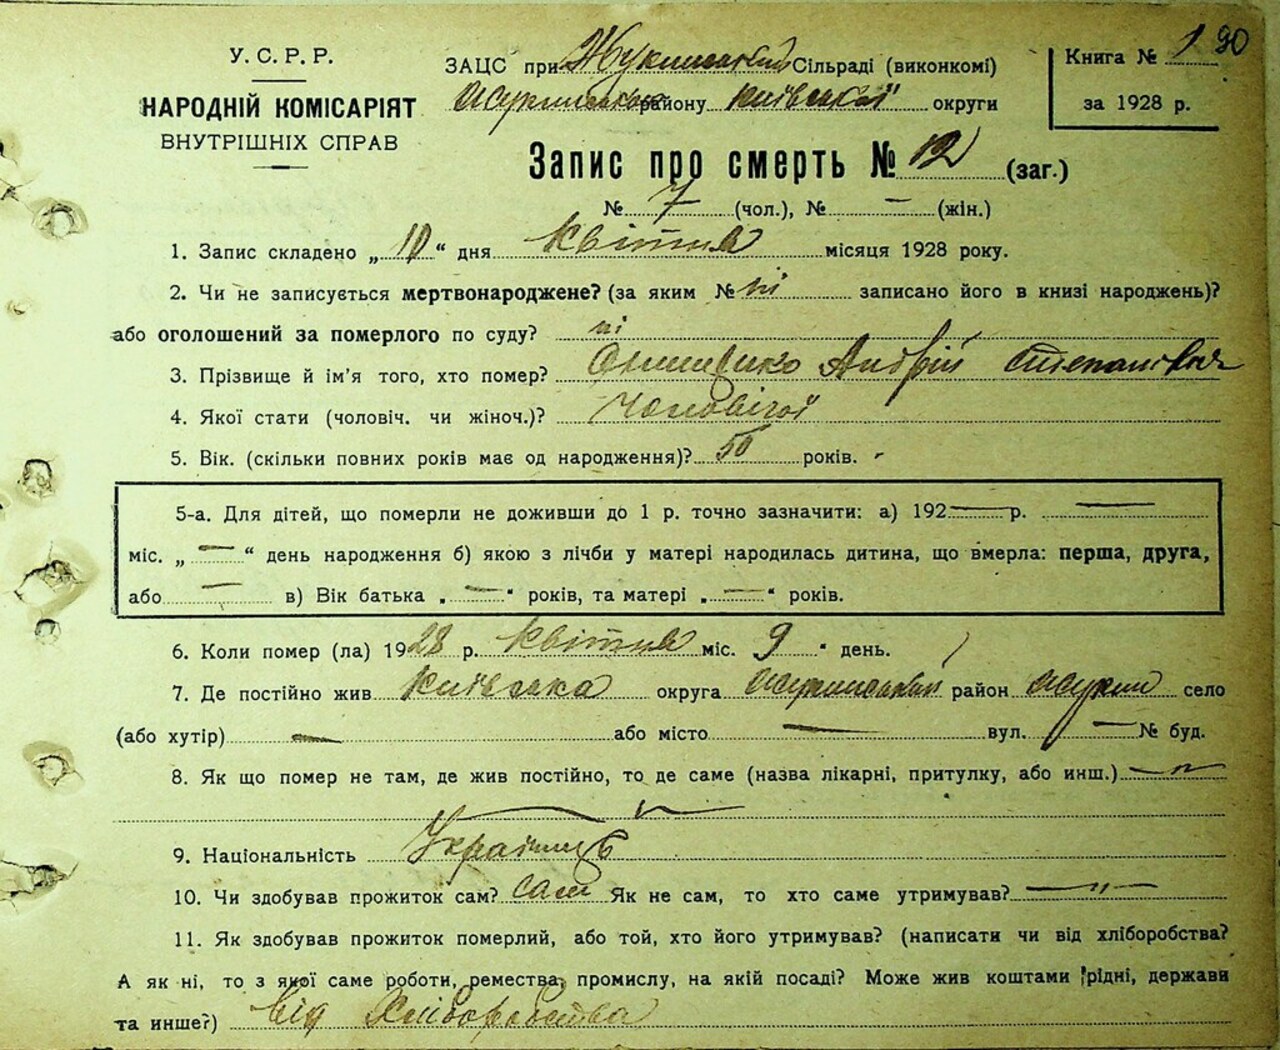 У. С. Р. Р.
НАРОДНІЙ КОМІСАРІЯТ
ВНУТРІШНІХ СПРАВ
ЗАЦС при Жукинській Сільраді (виконкомі)
району Київської округи
Книга № 1 90
за 1928 р.
Запис про смерть № 12 (заг.)
№ 7 (чол.), № — (жін.)
1. Запис складено „10“ дня квітня місяця 1928 року.
2. Чи не записується мертвонароджене? (за яким № ні записано його в книзі народжень)?
або оголошений за померлого по суду? ні
3. Прізвище й ім'я того, хто помер? Андрій Степанович
4. Якої стати (чоловіч. чи жіноч.)? Чоловічої
5. Вік. (скільки повних років має од народження)? 50 років.
5-а. Для дітей, що померли не доживши до 1 р. точно зазначити: а) 192— р. —
міс. „—“ день народження б) якою з лічби у матері народилась дитина, що вмерла: перша, друга,
або — в) Вік батька „—“ років, та матері „—“ років.
6. Коли помер (ла) 1928 р. квітня міс. 9 “ день.
7. Де постійно жив Київська округа район село
(або хутір) — або місто — вул. — № буд.
8. Як що помер не там, де жив постійно, то де саме (назва лікарні, притулку, або инш.) —"—
—"—
9. Національність Українець
10. Чи здобував прожиток сам? сам Як не сам, то хто саме утримував? —"—
11. Як здобував прожиток померлий, або той, хто його утримував? (написати чи від хліборобства?
А як ні, то з якої саме роботи, ремества, промислу, на якій посаді? Може жив коштами рідні, держави
та инше?) від Хліборобства